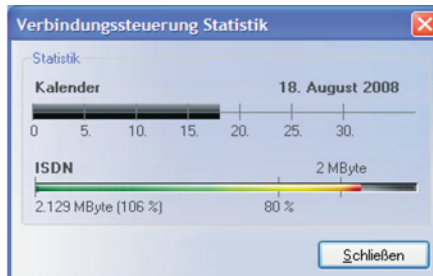 Verbindungssteuerung Statistik
Statistik
Kalender 18. August 2008
0 5. 10. 15. 20. 25. 30.
ISDN 2 MByte
2.129 MByte (106 %) 80 %
Schließen